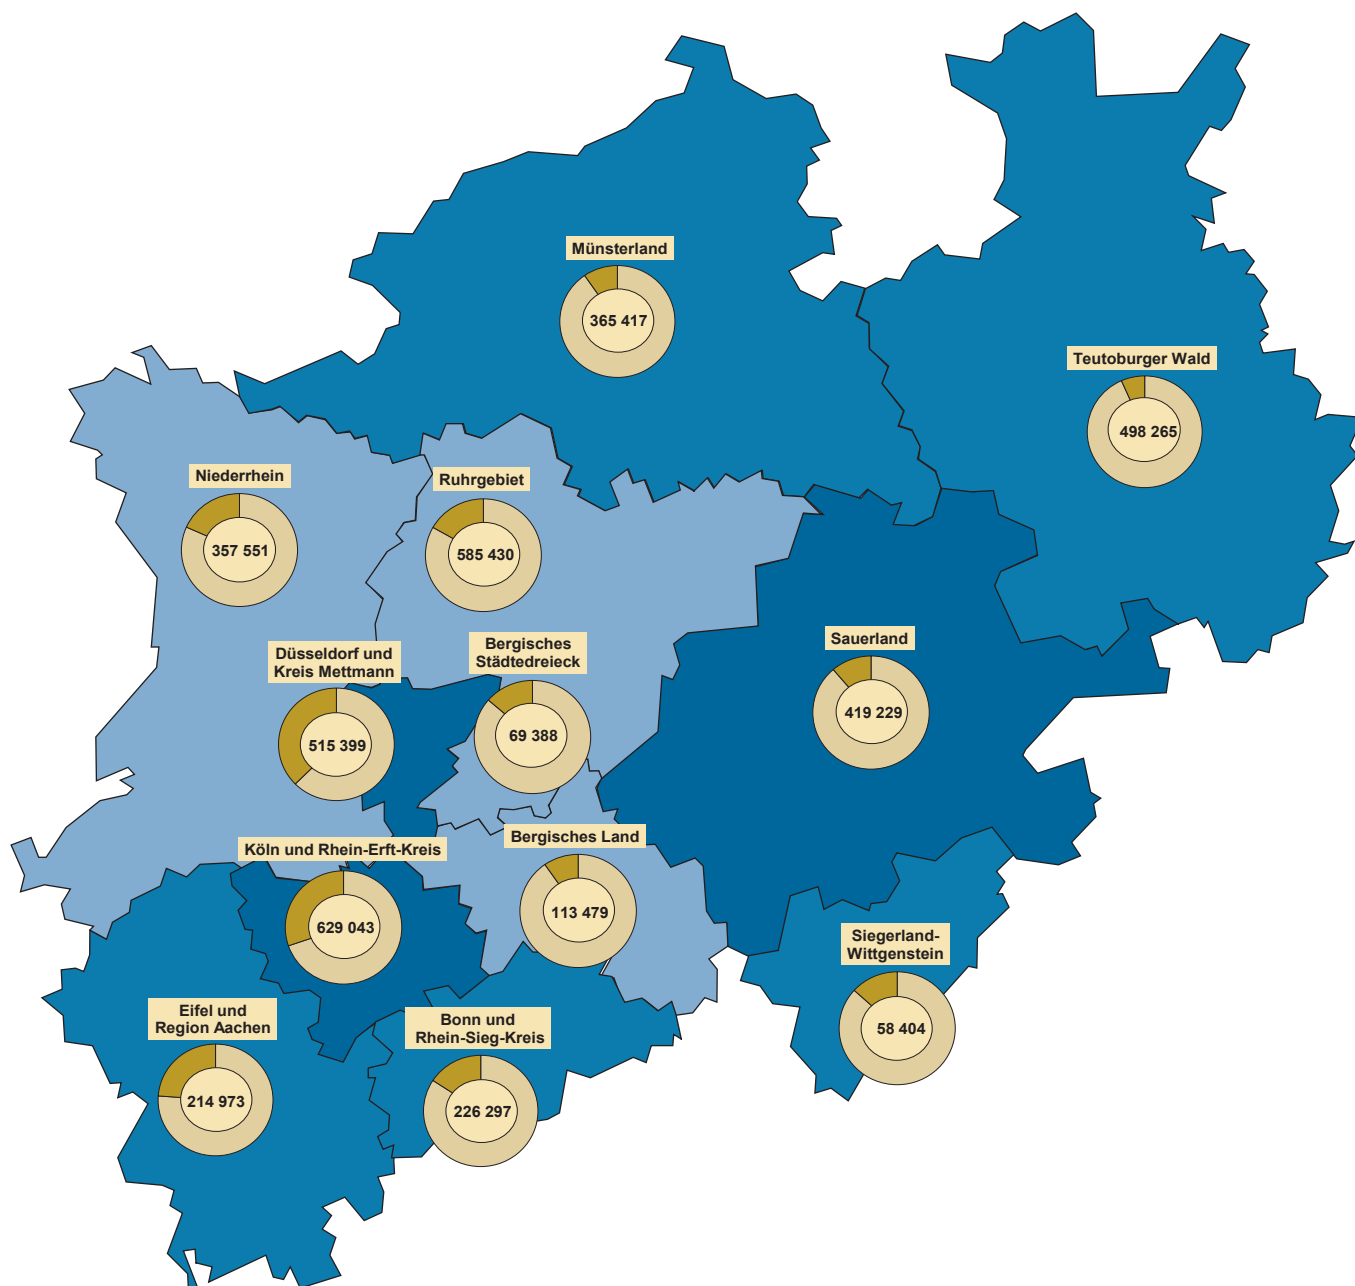 Münsterland
365 417
Teutoburger Wald
498 265
Niederrhein
357 551
Ruhrgebiet
585 430
Düsseldorf und
Kreis Mettmann
515 399
Bergisches
Städtedreieck
69 388
Sauerland
419 229
Köln und Rhein-Erft-Kreis
629 043
Bergisches Land
113 479
Siegerland-
Wittgenstein
58 404
Eifel und
Region Aachen
214 973
Bonn und
Rhein-Sieg-Kreis
226 297